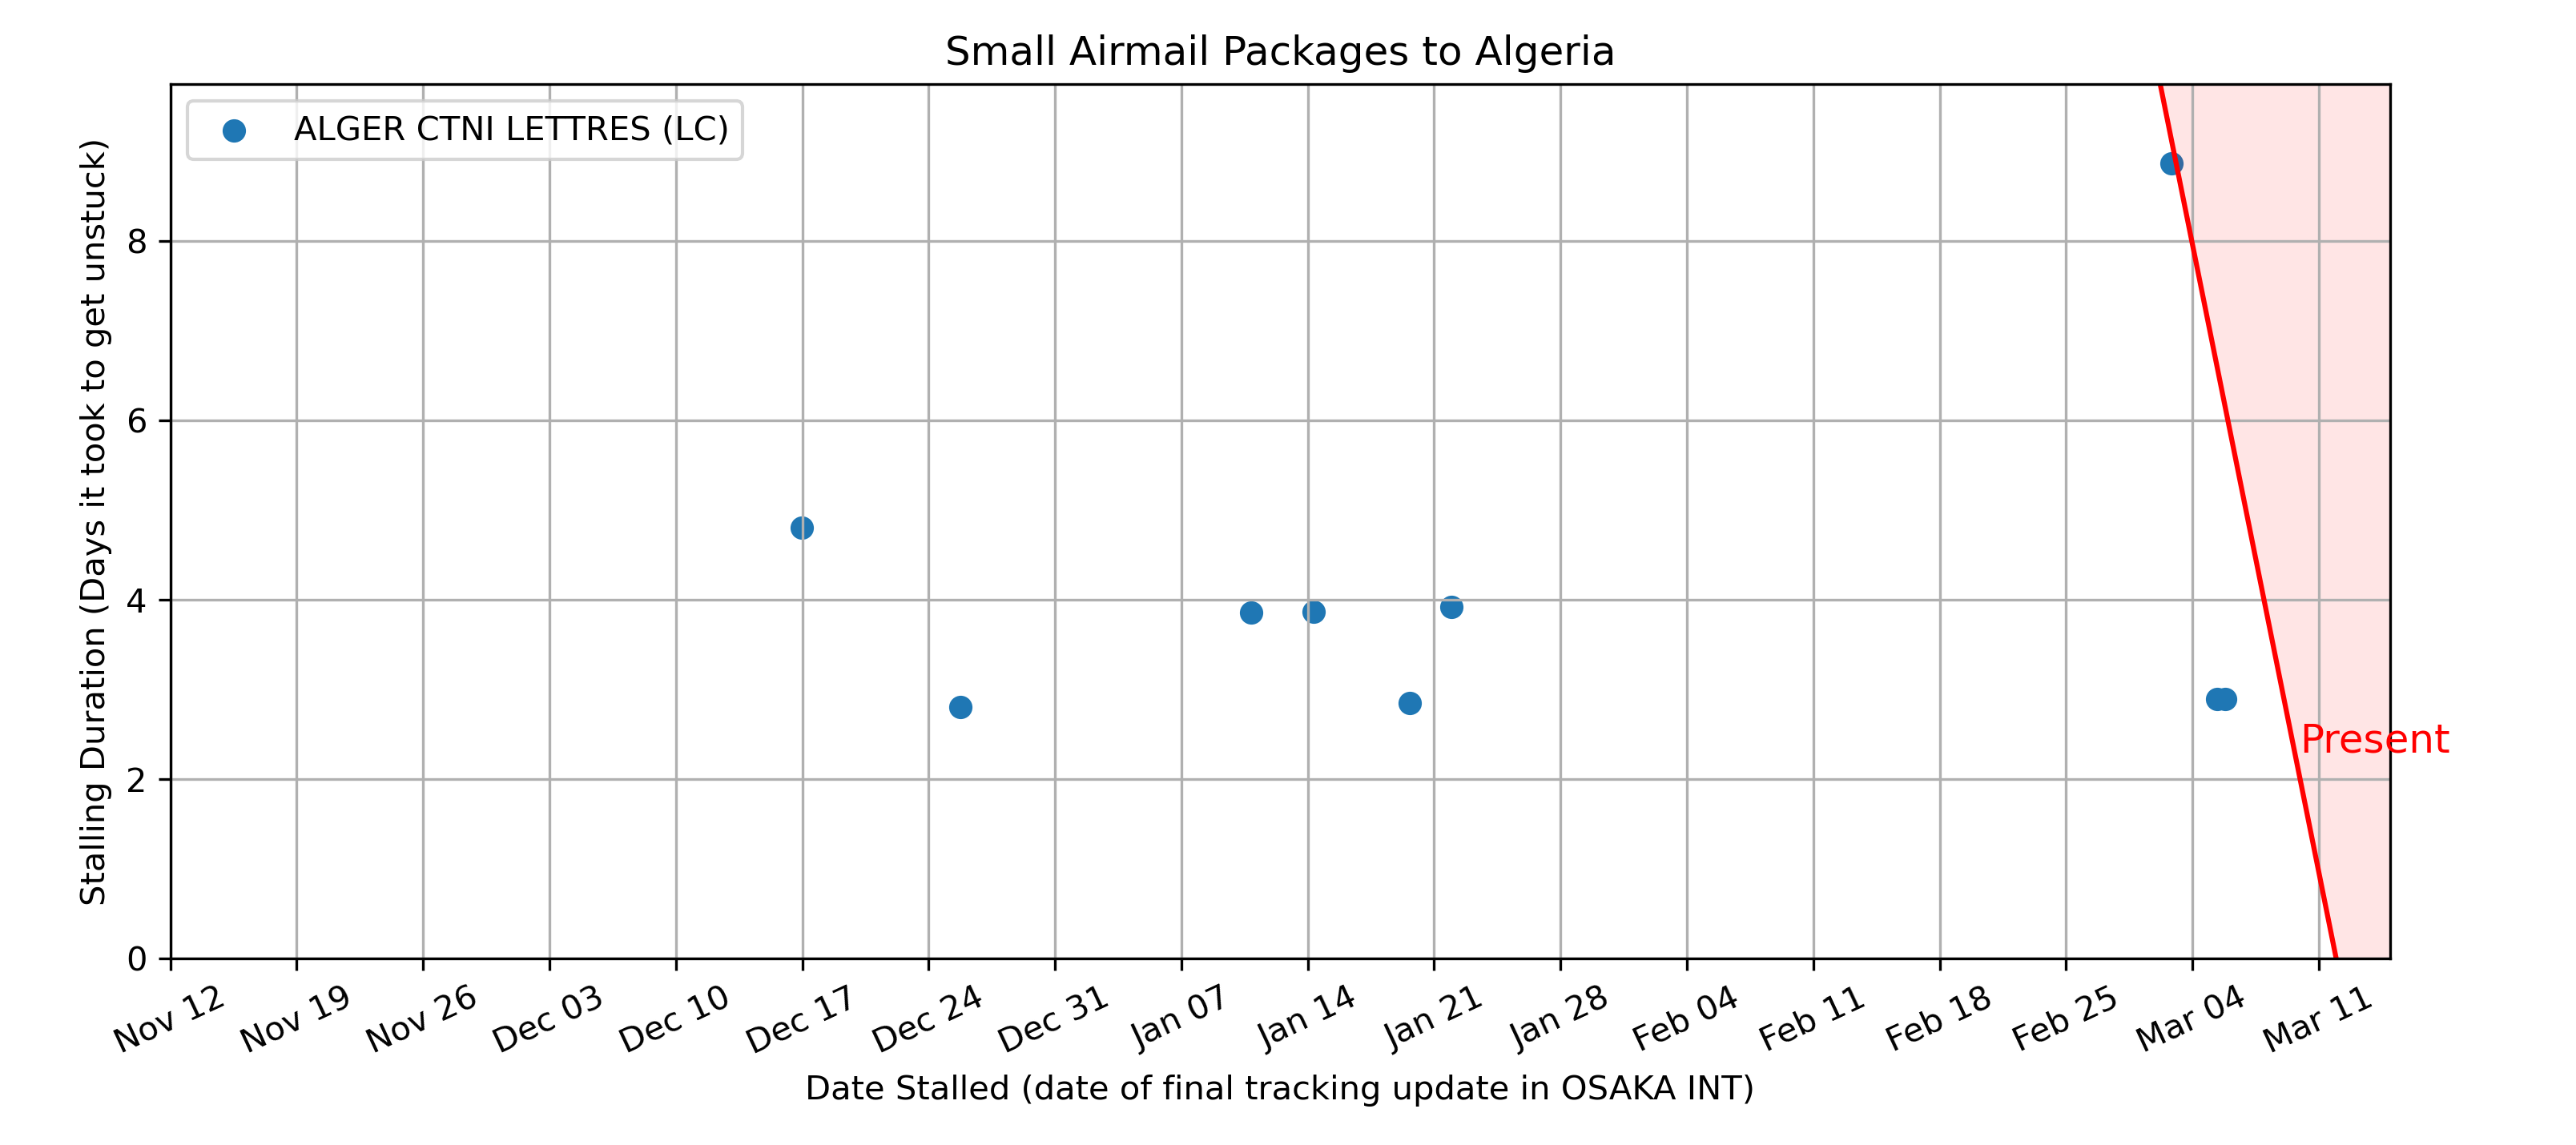 Small Airmail Packages to Algeria
ALGER CTNI LETTRES (LC)
Stalling Duration (Days it took to get unstuck)
8
6
4
2
0
Present
Nov 12
Nov 19
Nov 26
Dec 03
Dec 10
Dec 17
Dec 24
Dec 31
Jan 07
Jan 14
Jan 21
Jan 28
Feb 04
Feb 11
Feb 18
Feb 25
Mar 04
Mar 11
Date Stalled (date of final tracking update in OSAKA INT)